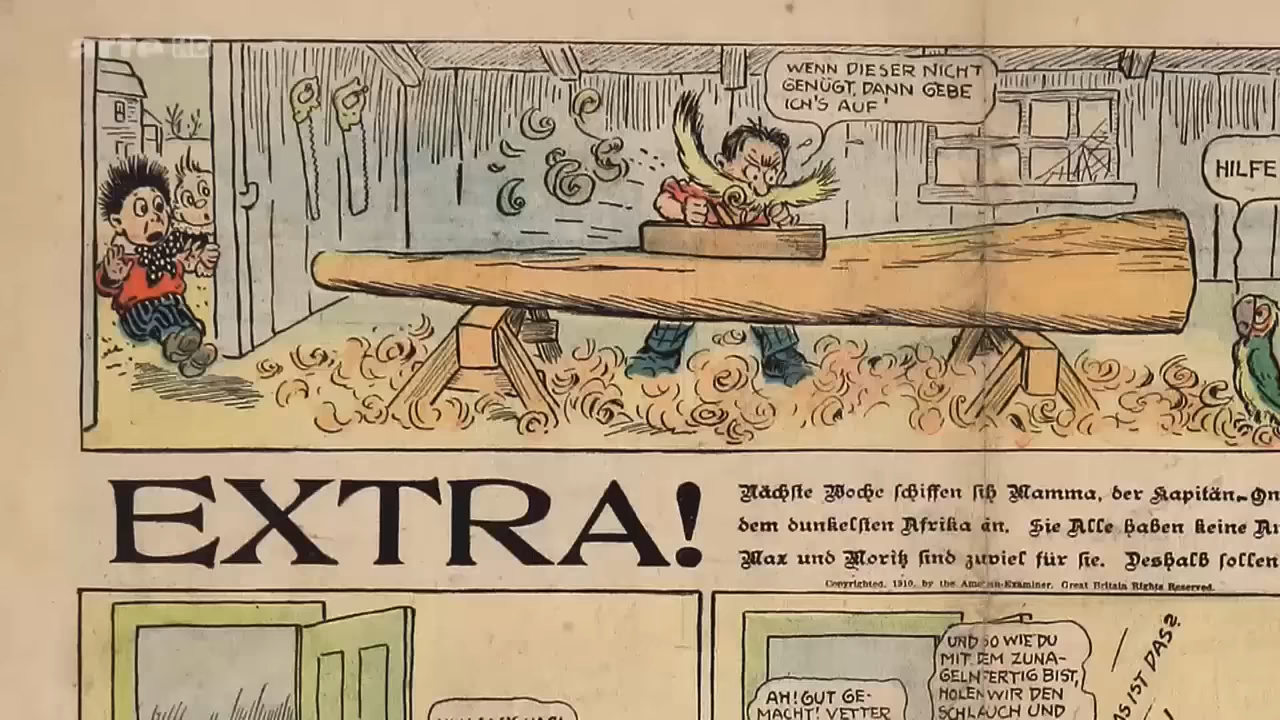 arte HD
WENN DIESER NICHT
GENÜGT, DANN GEBE
ICH'S AUF'
HILFE
EXTRA!
Nächste Woche schiffen sich Mamma, der Kapitän
dem dunkelsten Afrika an. Sie Alle haben keine
Max und Moritz sind zuviel für sie. Deshalb sollen
Copyrighted, 1910, by the American-Examiner. Great Britain Rights Reserved.
AH! GUT GE-
MACHT! VETTER
UND SO WIE DU
MIT DEM ZUNA-
GELN FERTIG BIST,
HOLEN WIR DEN
SCHLAUCH UND
IST DAS?